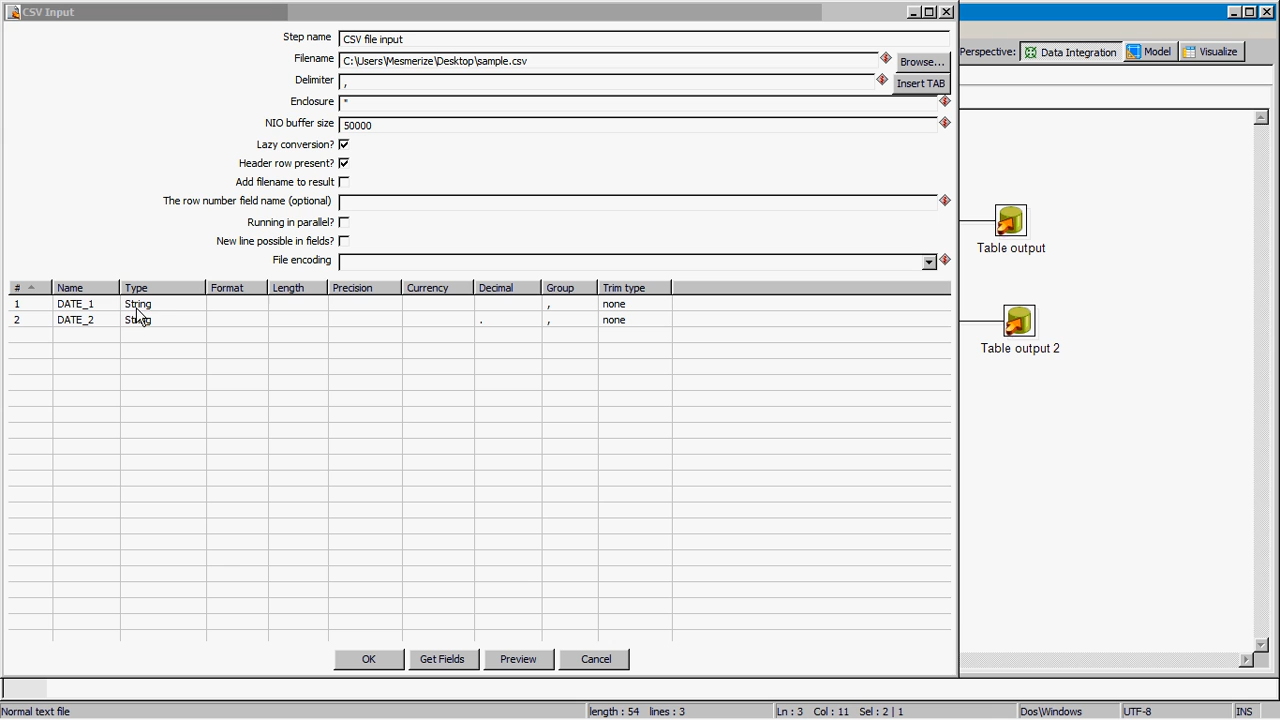 CSV Input
Step name CSV file input
Filename C:\Users\Mesmerize\Desktop\sample.csv Browse...
Delimiter , Insert TAB
Enclosure "
NIO buffer size 50000
Lazy conversion?
Header row present?
Add filename to result
The row number field name (optional)
Running in parallel?
New line possible in fields?
File encoding
# Name Type Format Length Precision Currency Decimal Group Trim type
1 DATE_1 String , none
2 DATE_2 String . , none
OK Get Fields Preview Cancel
Perspective: Data Integration Model Visualize
Table output
Table output 2
Normal text file length : 54 lines : 3 Ln : 3 Col : 11 Sel : 2 | 1 Dos\Windows UTF-8 INS